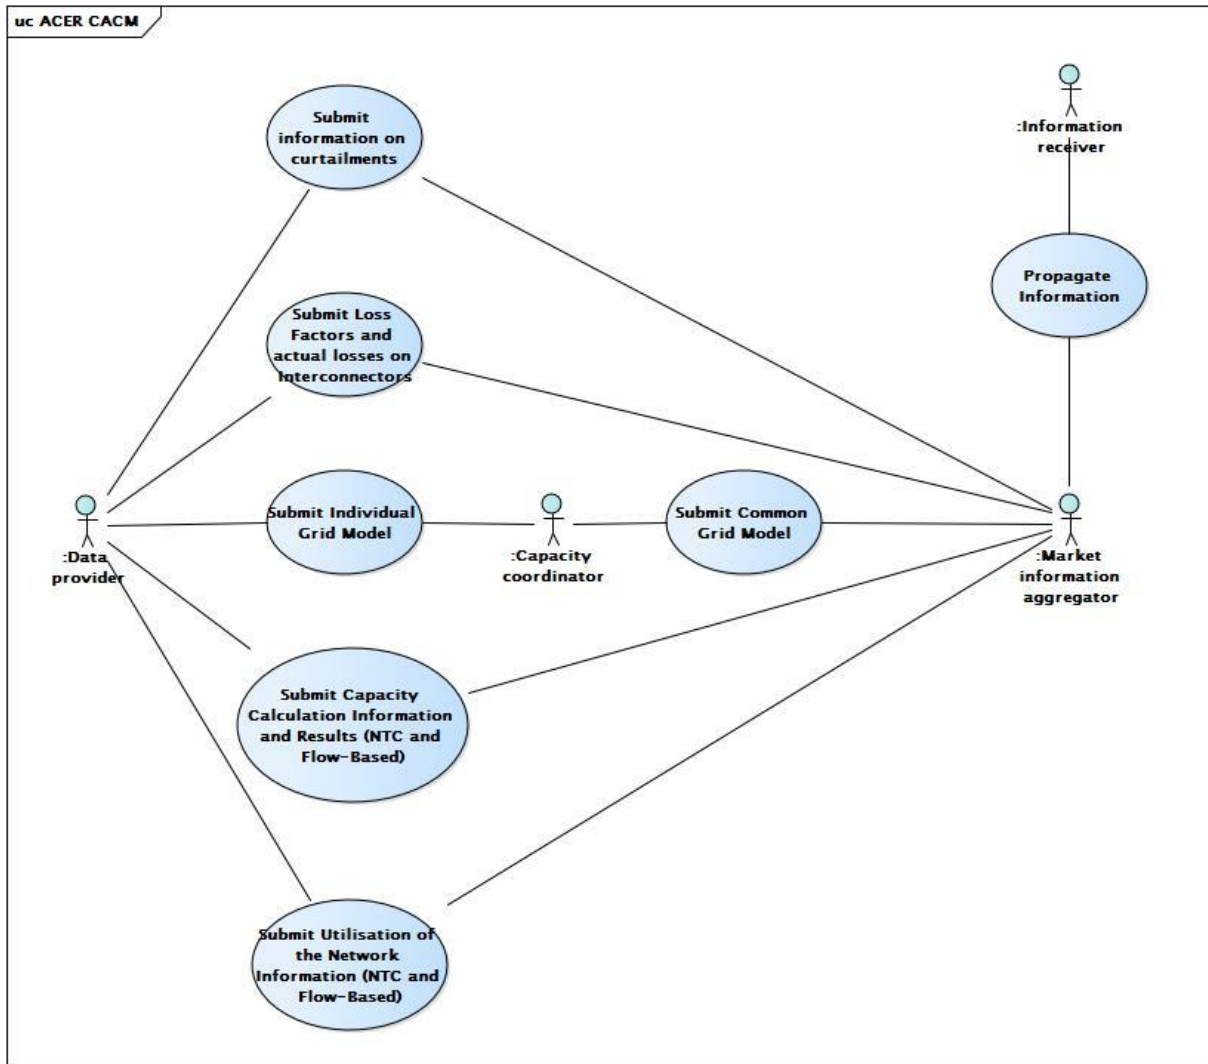 uc ACER CACM
Submit
information on
curtailments
:Information
receiver
Propagate
Information
Submit Loss
Factors and
actual losses on
Interconnectors
:Data
provider
Submit Individual
Grid Model
:Capacity
coordinator
Submit Common
Grid Model
:Market
information
aggregator
Submit Capacity
Calculation Information
and Results (NTC and
Flow-Based)
Submit Utilisation of
the Network
Information (NTC and
Flow-Based)